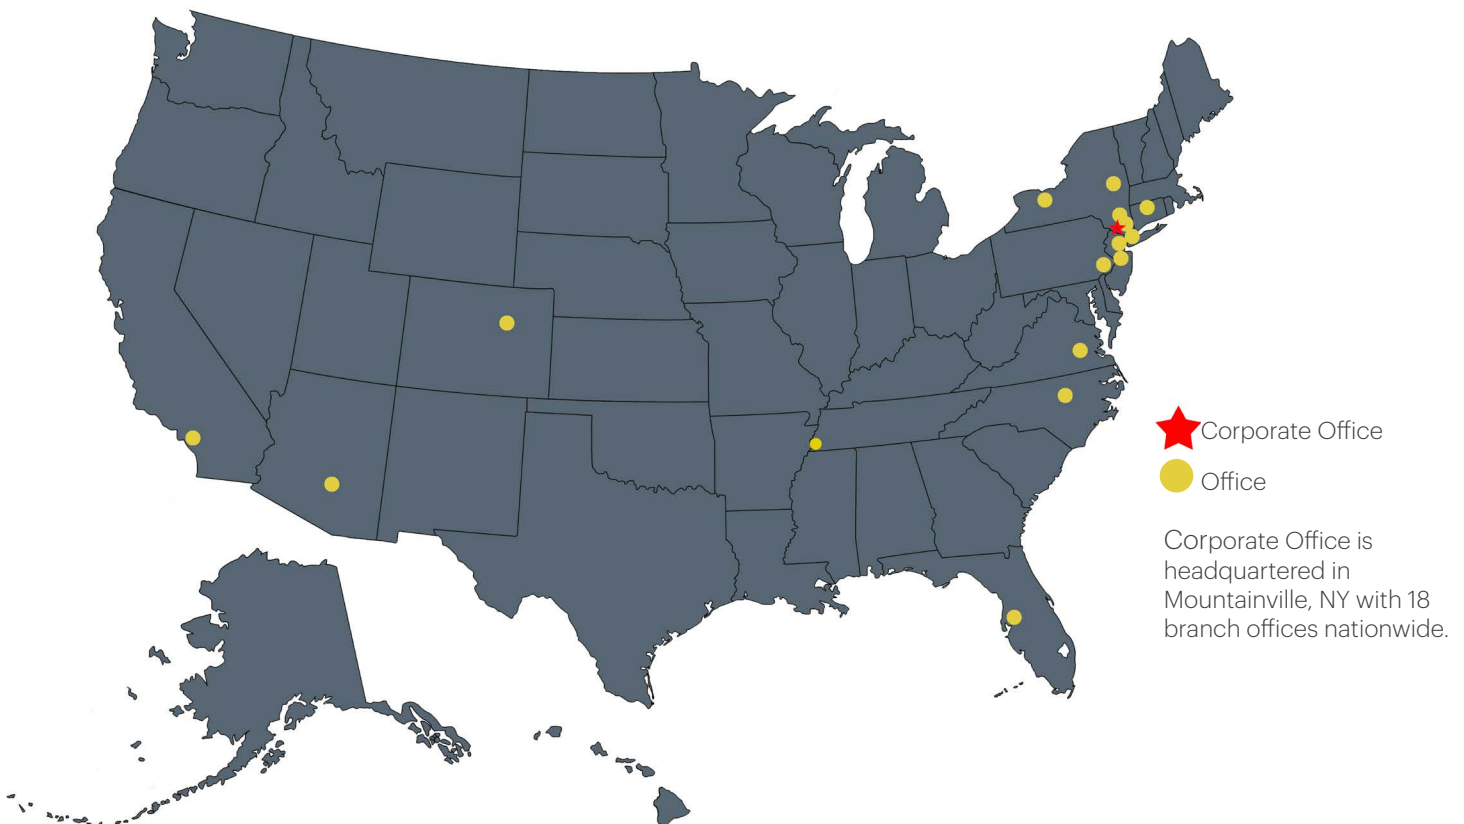 Corporate Office
Office
Corporate Office is
headquartered in
Mountainville, NY with 18
branch offices nationwide.